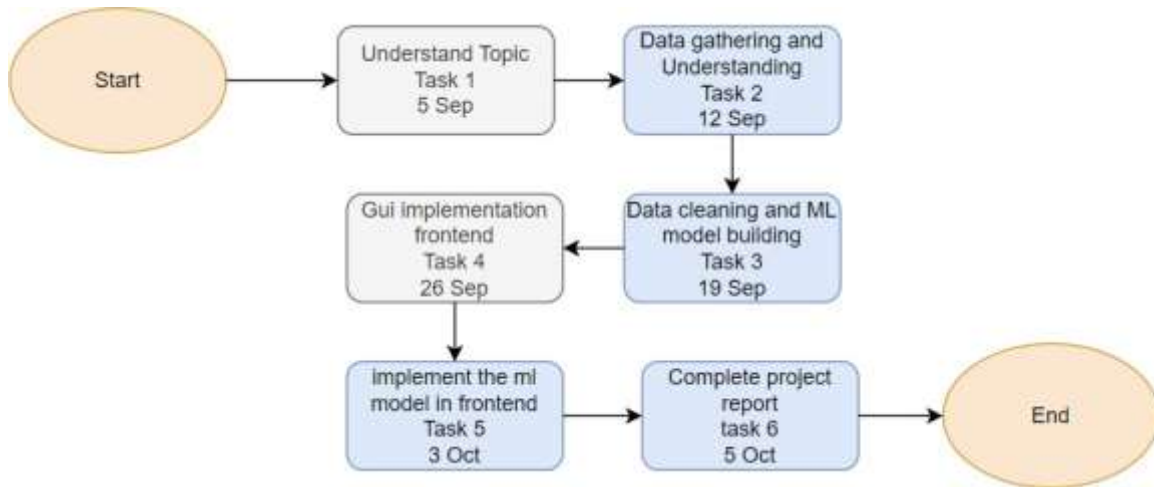 Start
Understand Topic
Task 1
5 Sep
Data gathering and
Understanding
Task 2
12 Sep
Data cleaning and ML
model building
Task 3
19 Sep
Gui implementation
frontend
Task 4
26 Sep
implement the ml
model in frontend
Task 5
3 Oct
Complete project
report
task 6
5 Oct
End